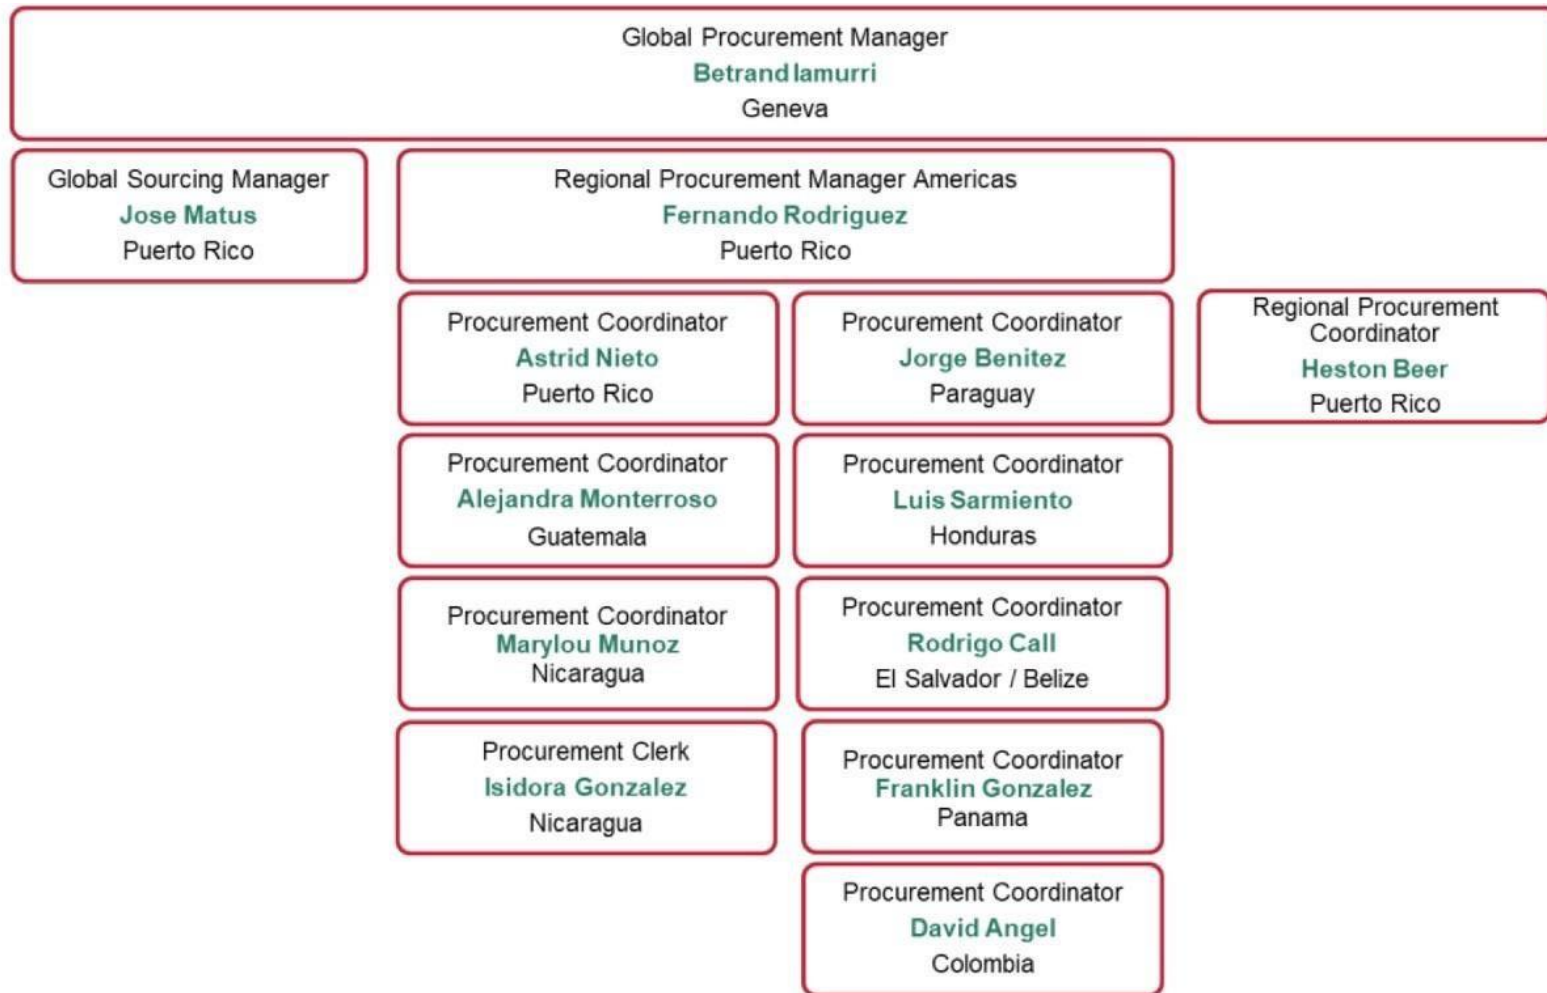 Global Procurement Manager
Betrand Iamurri
Geneva
Global Sourcing Manager
Jose Matus
Puerto Rico
Regional Procurement Manager Americas
Fernando Rodriguez
Puerto Rico
Procurement Coordinator
Astrid Nieto
Puerto Rico
Procurement Coordinator
Jorge Benitez
Paraguay
Regional Procurement
Coordinator
Heston Beer
Puerto Rico
Procurement Coordinator
Alejandra Monterroso
Guatemala
Procurement Coordinator
Luis Sarmiento
Honduras
Procurement Coordinator
Marylou Munoz
Nicaragua
Procurement Coordinator
Rodrigo Call
El Salvador / Belize
Procurement Clerk
Isidora Gonzalez
Nicaragua
Procurement Coordinator
Franklin Gonzalez
Panama
Procurement Coordinator
David Angel
Colombia